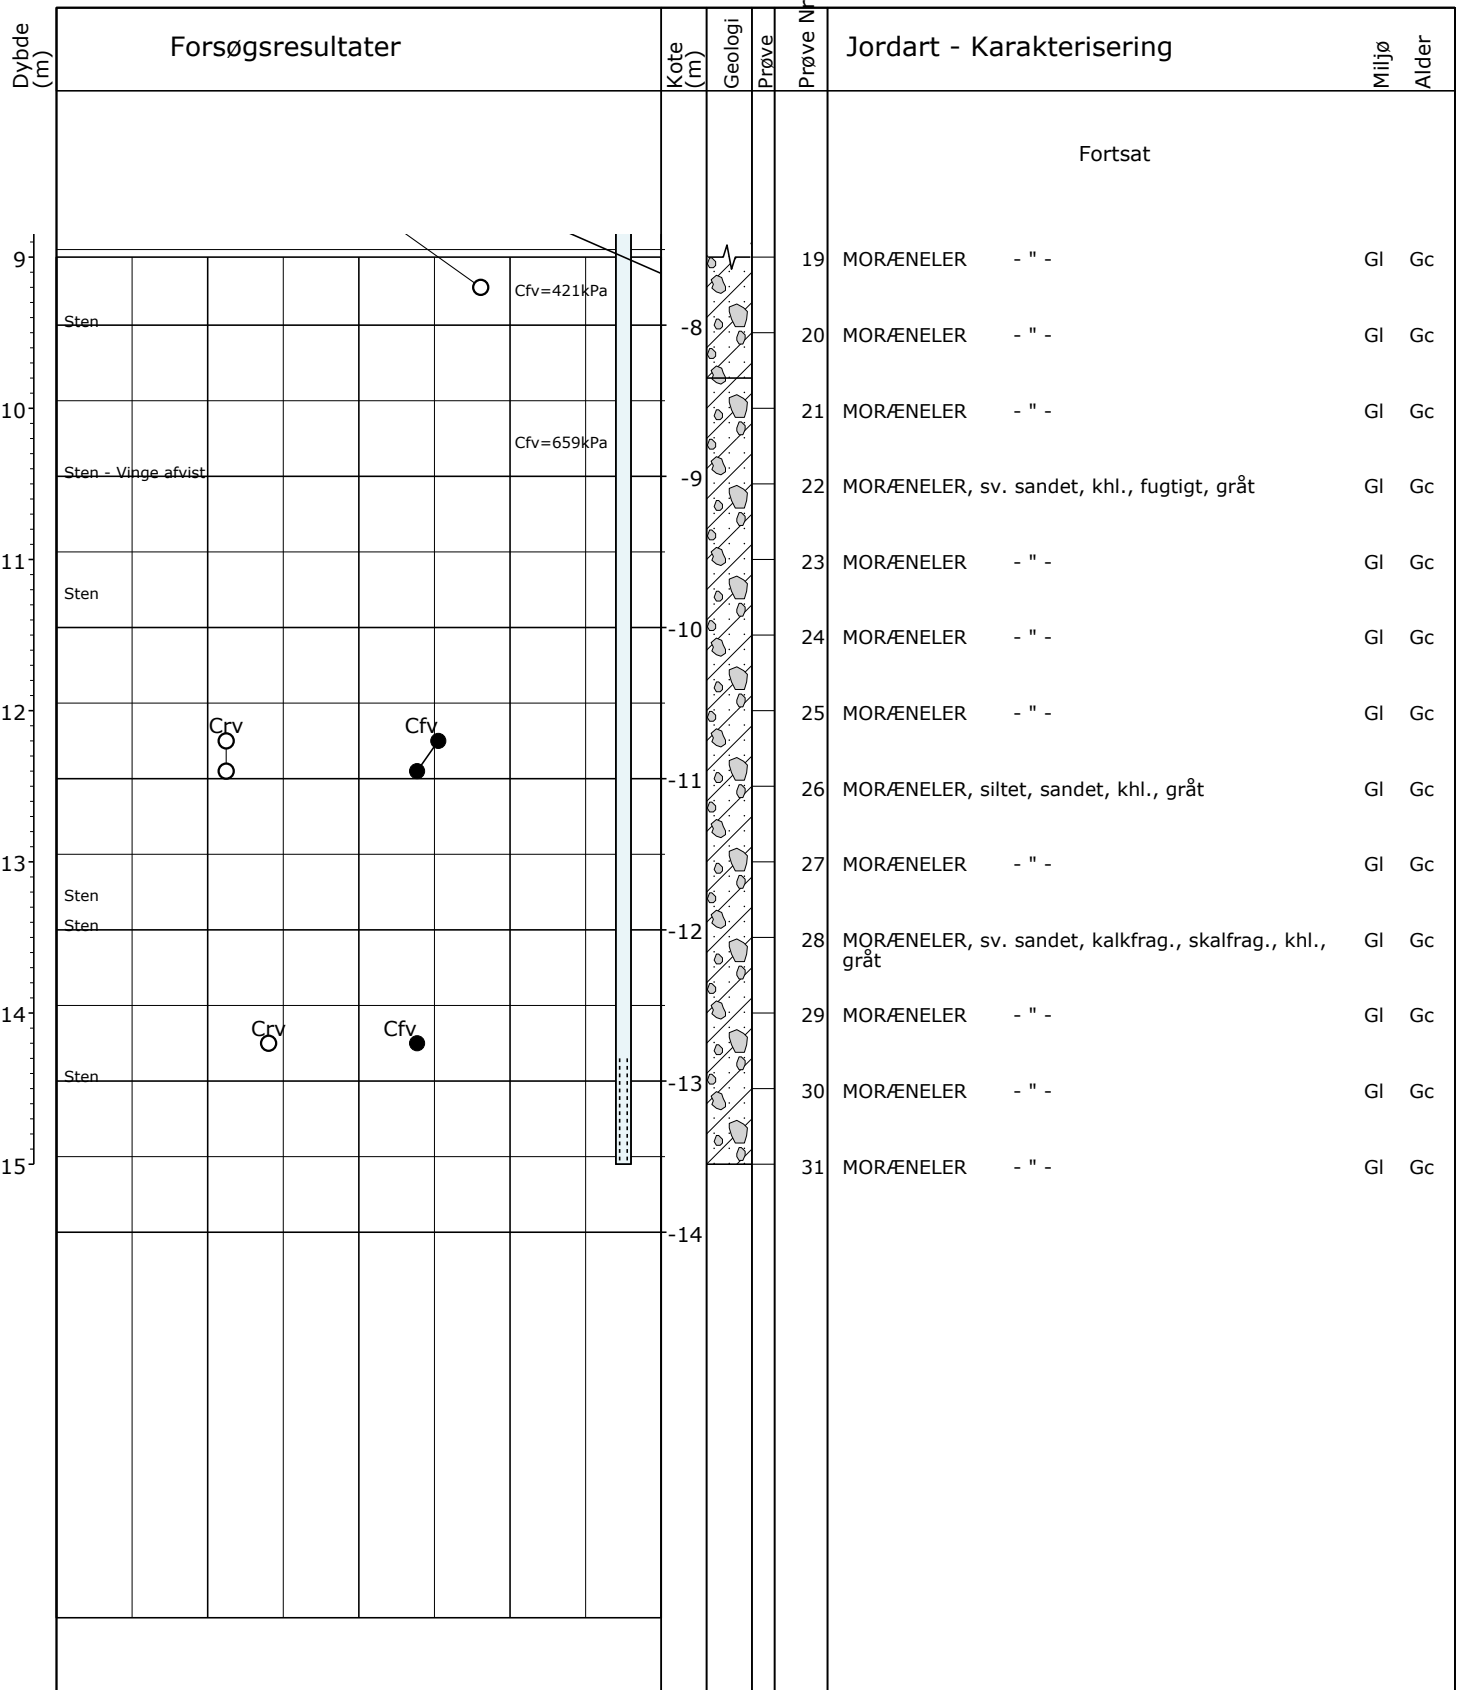 Dybde (m)
Forsøgsresultater
Kote (m)
Geologi
Prøve
Prøve Nr
Jordart - Karakterisering
Miljø
Alder
Fortsat
9
19 MORÆNELER - " - Gl Gc
Cfv=421kPa
Sten
-8
20 MORÆNELER - " - Gl Gc
10
21 MORÆNELER - " - Gl Gc
Cfv=659kPa
Sten - Vinge afvist
-9
22 MORÆNELER, sv. sandet, khl., fugtigt, gråt Gl Gc
11
23 MORÆNELER - " - Gl Gc
Sten
-10
24 MORÆNELER - " - Gl Gc
12
25 MORÆNELER - " - Gl Gc
Crv
Cfv
-11
26 MORÆNELER, siltet, sandet, khl., gråt Gl Gc
13
27 MORÆNELER - " - Gl Gc
Sten
Sten
-12
28 MORÆNELER, sv. sandet, kalkfrag., skalfrag., khl., Gl Gc
gråt
14
29 MORÆNELER - " - Gl Gc
Crv
Cfv
Sten
-13
30 MORÆNELER - " - Gl Gc
15
31 MORÆNELER - " - Gl Gc
-14